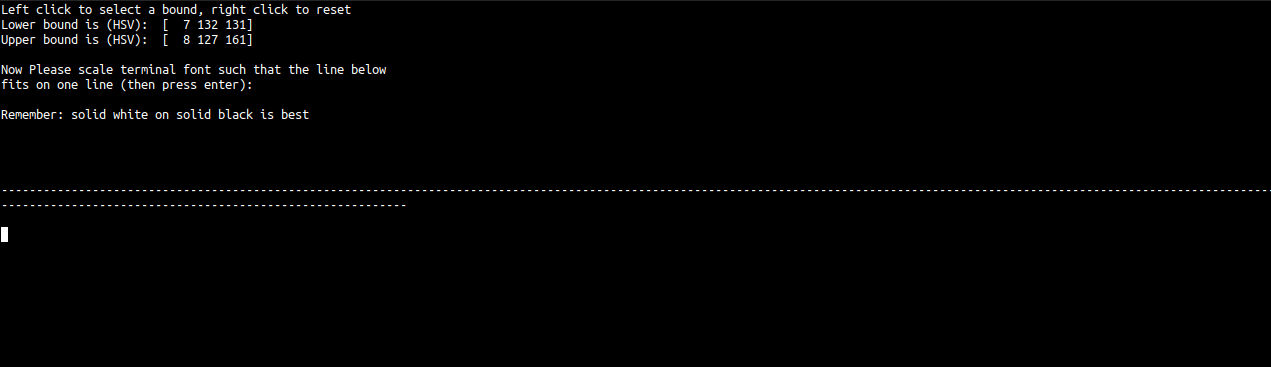 Left click to select a bound, right click to reset
Lower bound is (HSV):  [  7 132 131]
Upper bound is (HSV):  [  8 127 161]
Now Please scale terminal font such that the line below
fits on one line (then press enter):
Remember: solid white on solid black is best
-------------------------------------------------------------------------------------------------------------------------------------------------------------------------------------
----------------------------------------------------------